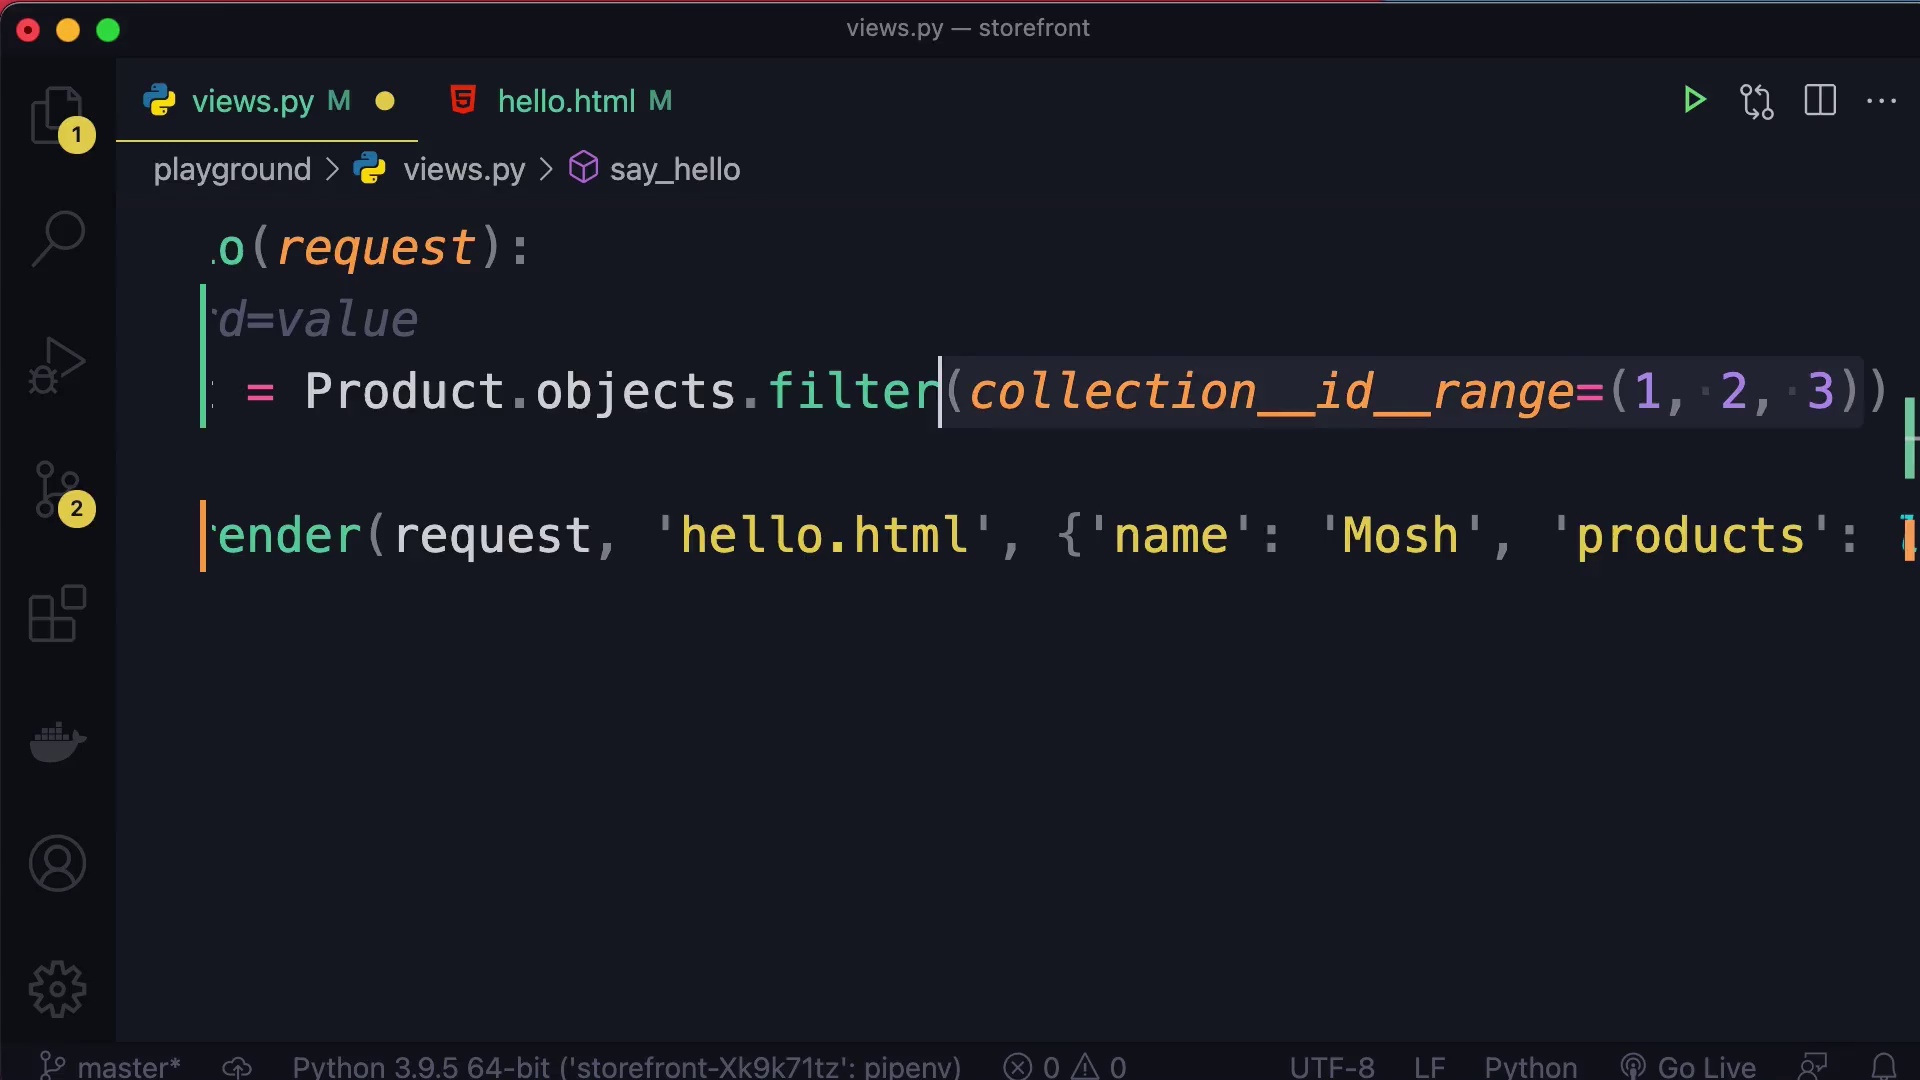 views.py — storefront
views.py M
hello.html M
1
playground > views.py > say_hello
o(request):
d=value
= Product.objects.filter(collection__id__range=(1, 2, 3))
2
ender(request, 'hello.html', {'name': 'Mosh', 'products':
master*
Python 3.9.5 64-bit ('storefront-Xk9k71tz': pipenv)
0
0
UTF-8
LF
Python
Go Live